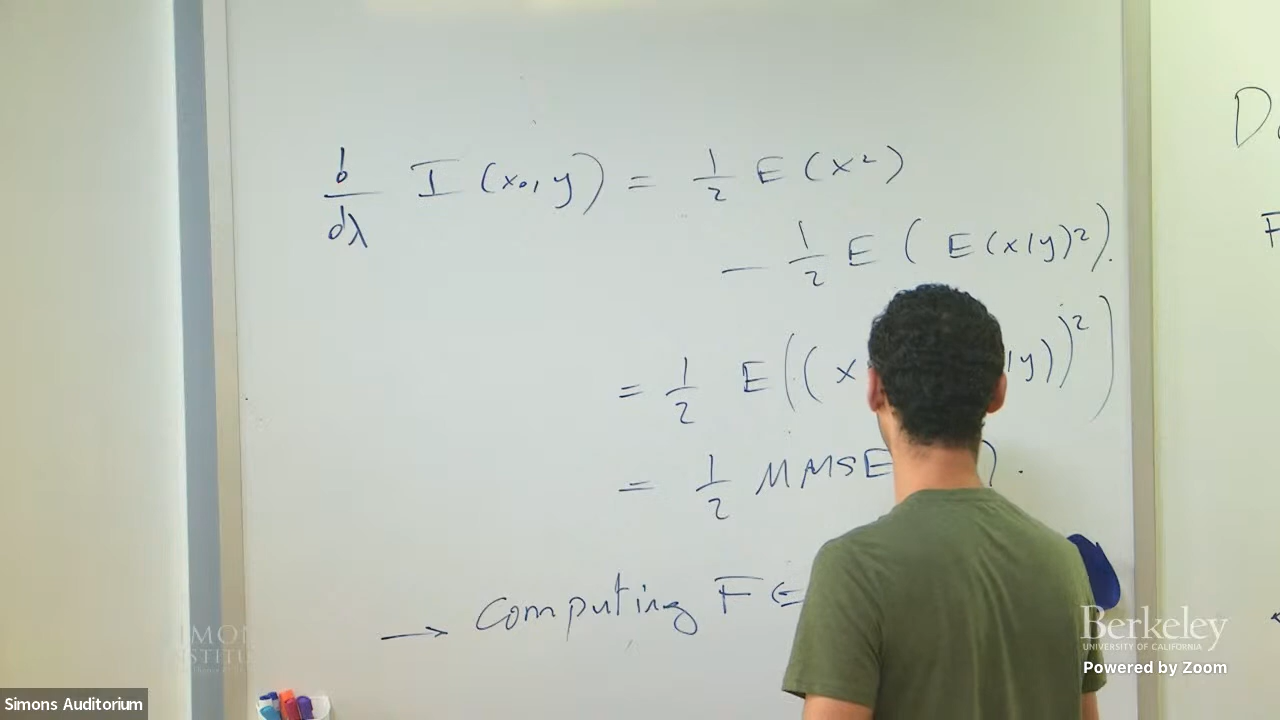 d/dλ I (x₀, y) = 1/2 E (x²)
— 1/2 E ( E(x|y)²).
= 1/2 E((x |y))²)
= 1/2 MMSE ).
→ computing F ⇐
Berkeley
UNIVERSITY OF CALIFORNIA
Powered by Zoom
Simons Auditorium